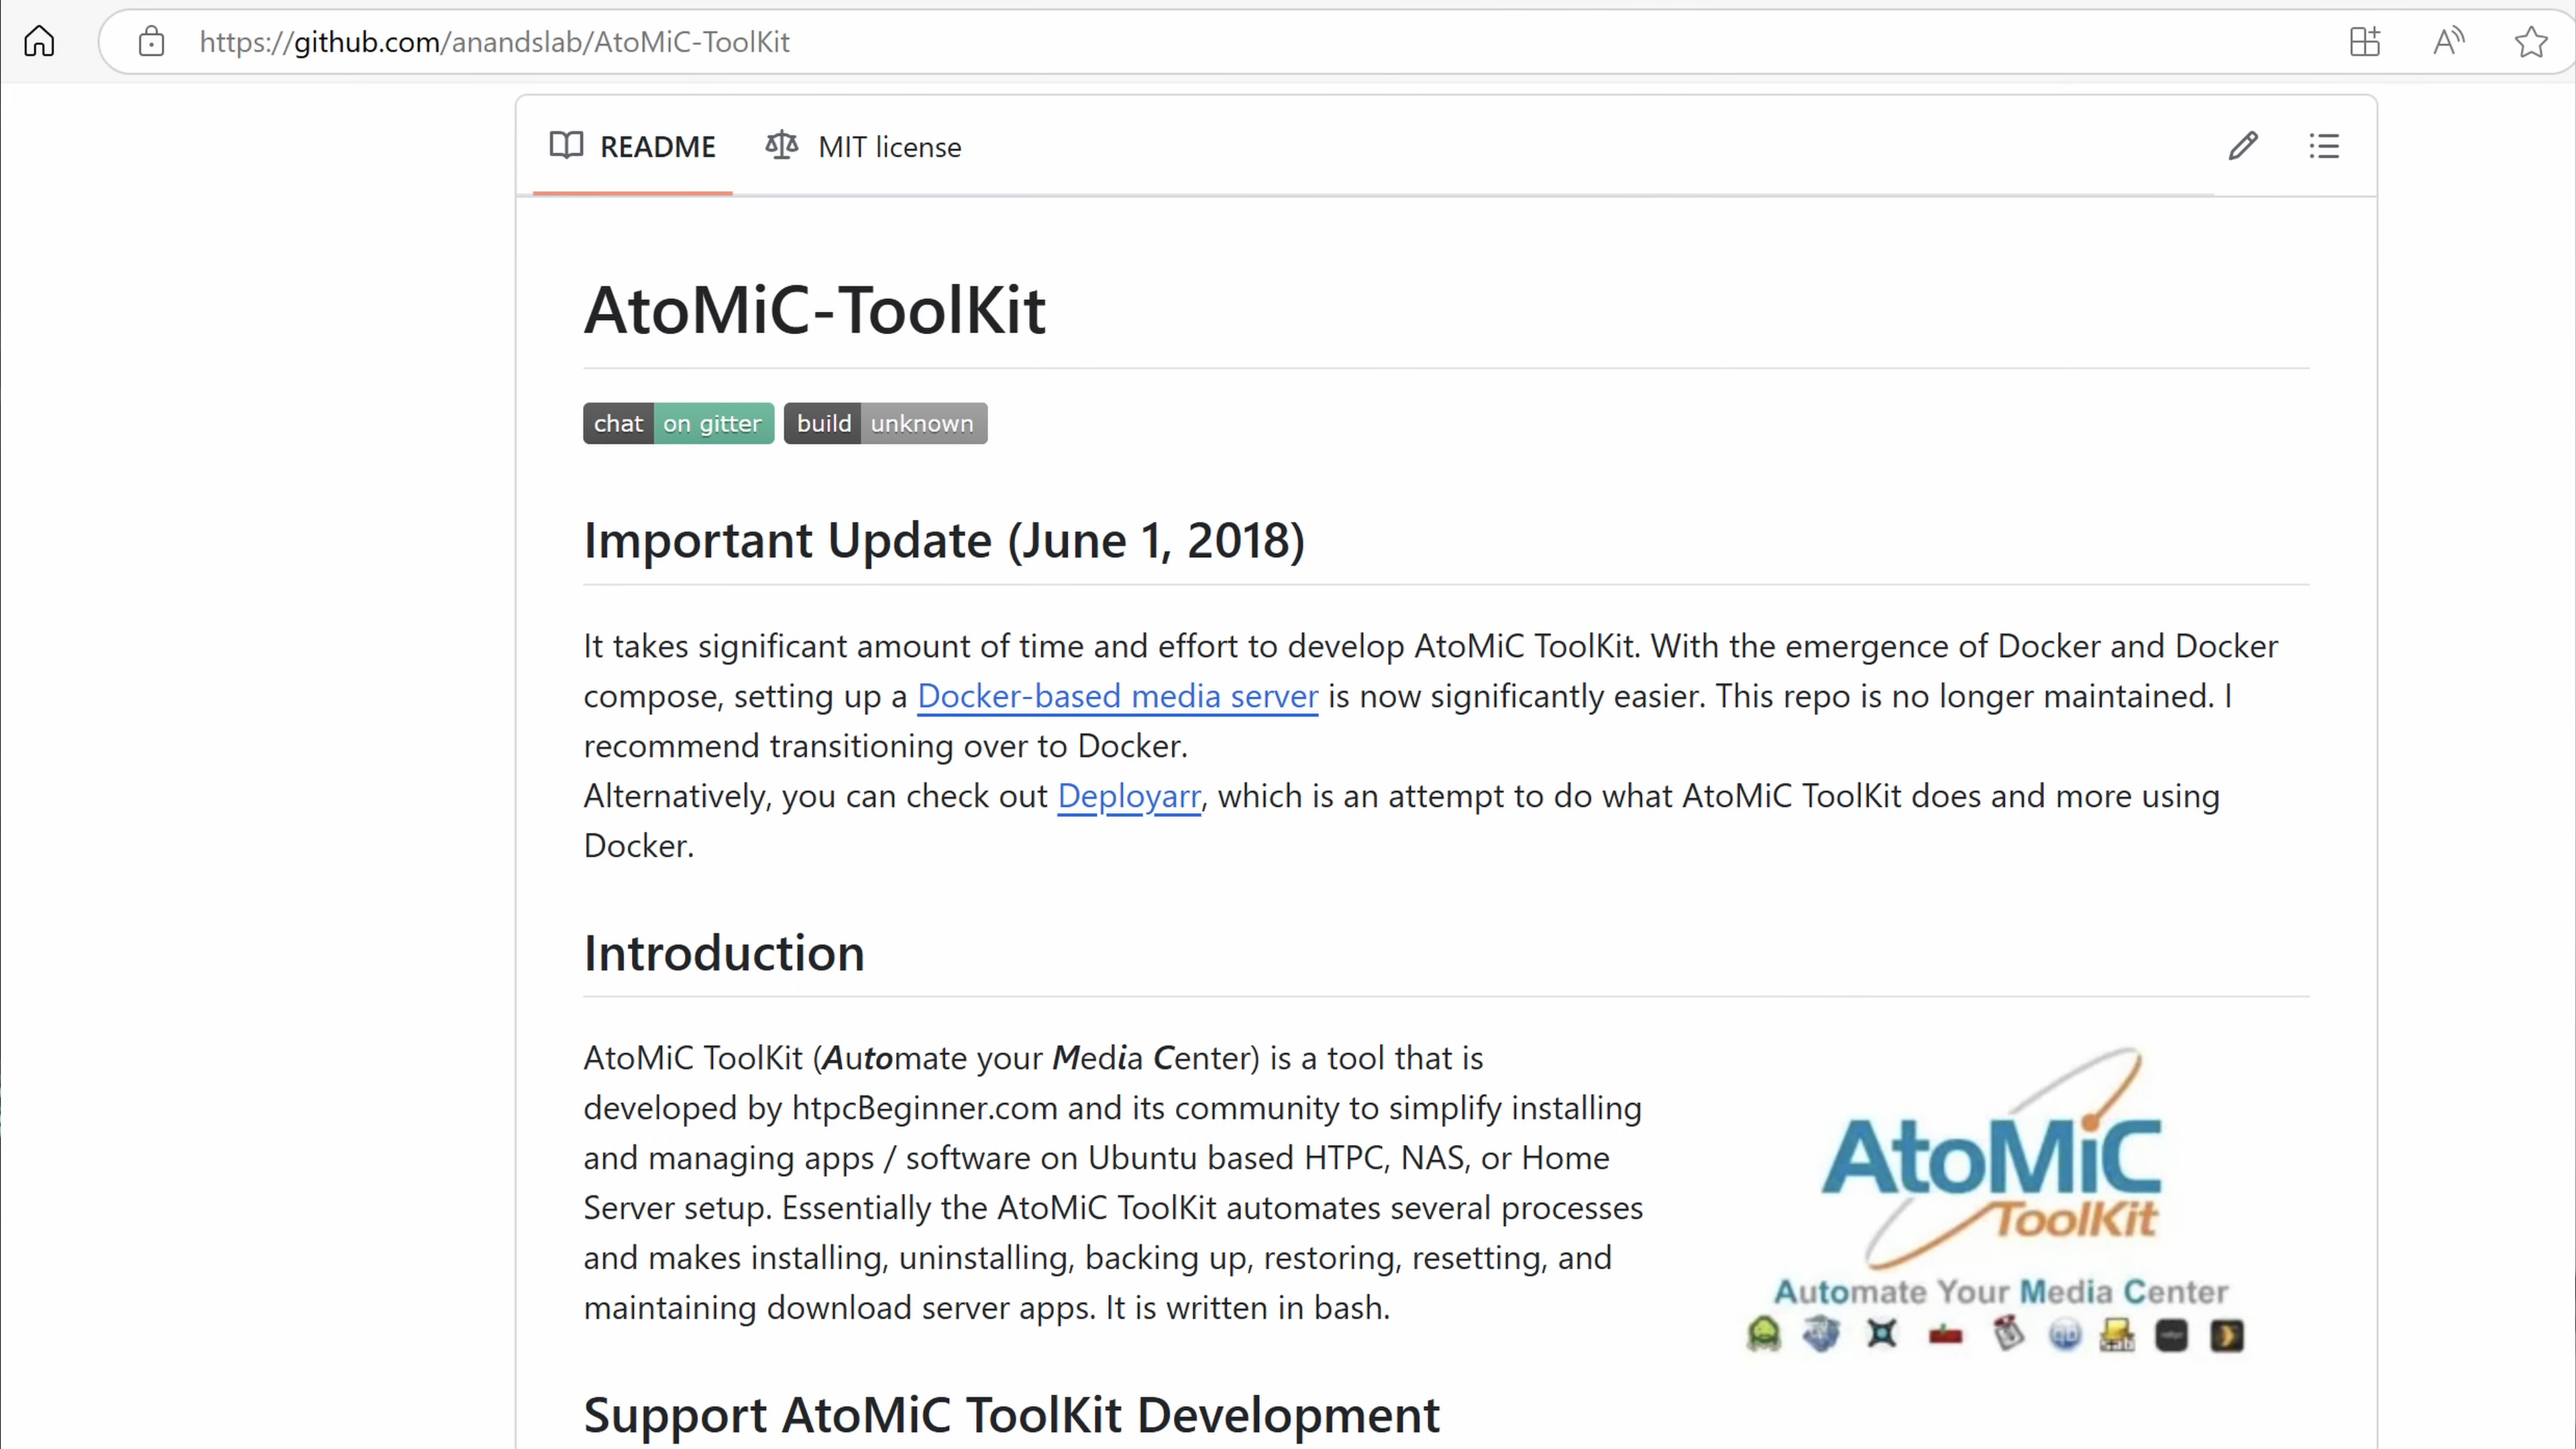 https://github.com/anandslab/AtoMiC-ToolKit
README
MIT license
AtoMiC-ToolKit
chat on gitter build unknown
Important Update (June 1, 2018)
It takes significant amount of time and effort to develop AtoMiC ToolKit. With the emergence of Docker and Docker
compose, setting up a Docker-based media server is now significantly easier. This repo is no longer maintained. I
recommend transitioning over to Docker.
Alternatively, you can check out Deployarr, which is an attempt to do what AtoMiC ToolKit does and more using
Docker.
Introduction
AtoMiC ToolKit (Automate your Media Center) is a tool that is
developed by htpcBeginner.com and its community to simplify installing
and managing apps / software on Ubuntu based HTPC, NAS, or Home
Server setup. Essentially the AtoMiC ToolKit automates several processes
and makes installing, uninstalling, backing up, restoring, resetting, and
maintaining download server apps. It is written in bash.
AtoMiC
ToolKit
Automate Your Media Center
Support AtoMiC ToolKit Development